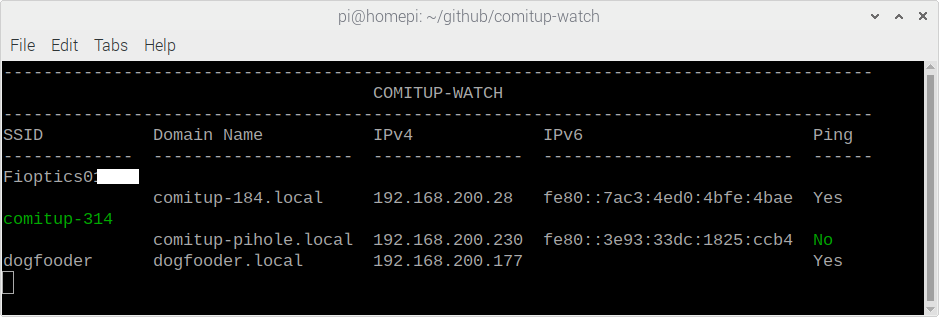 pi@homepi: ~/github/comitup-watch
File Edit Tabs Help
---------------------------------------------------------------------------------------
COMITUP-WATCH
---------------------------------------------------------------------------------------
SSID Domain Name IPv4 IPv6 Ping
------------- -------------------- --------------- ------------------------- ------
Fioptics0
comitup-184.local 192.168.200.28 fe80::7ac3:4ed0:4bfe:4bae Yes
comitup-314
comitup-pihole.local 192.168.200.230 fe80::3e93:33dc:1825:ccb4 No
dogfooder dogfooder.local 192.168.200.177 Yes